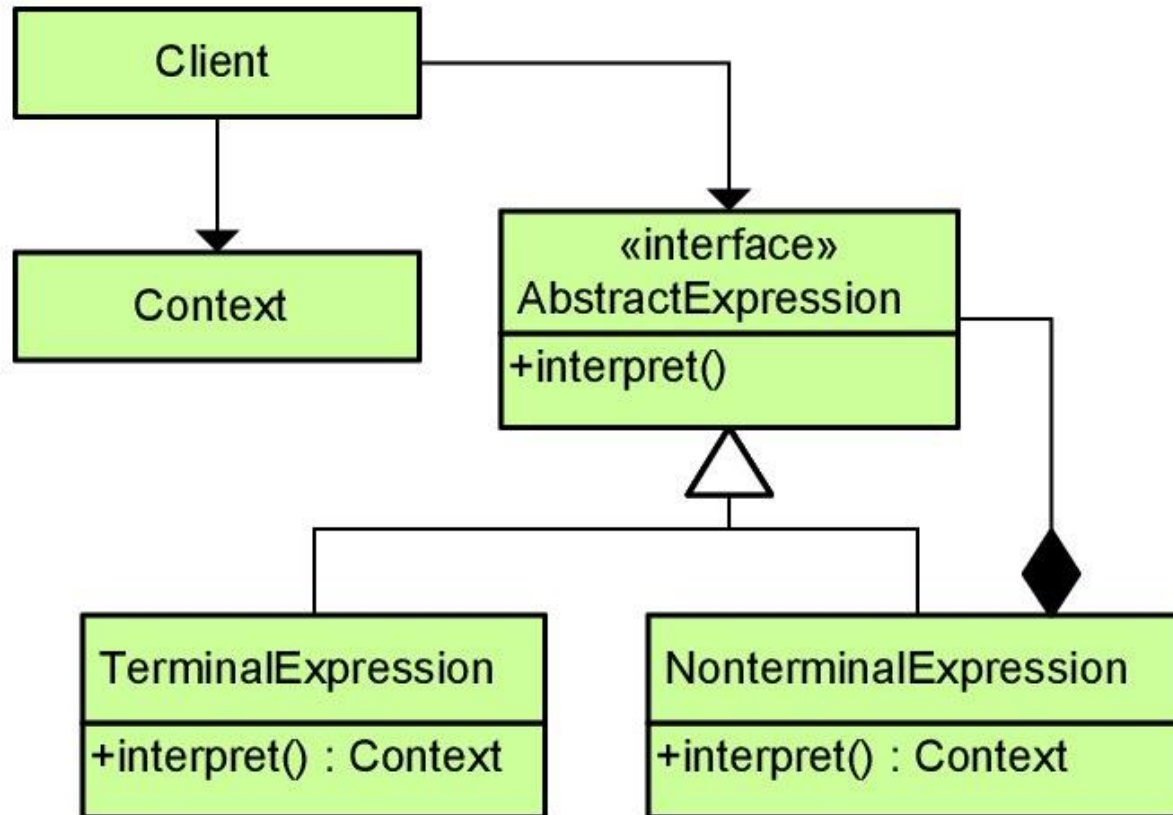 Client
Context
«interface»
AbstractExpression
+interpret()
TerminalExpression
+interpret() : Context
NonterminalExpression
+interpret() : Context